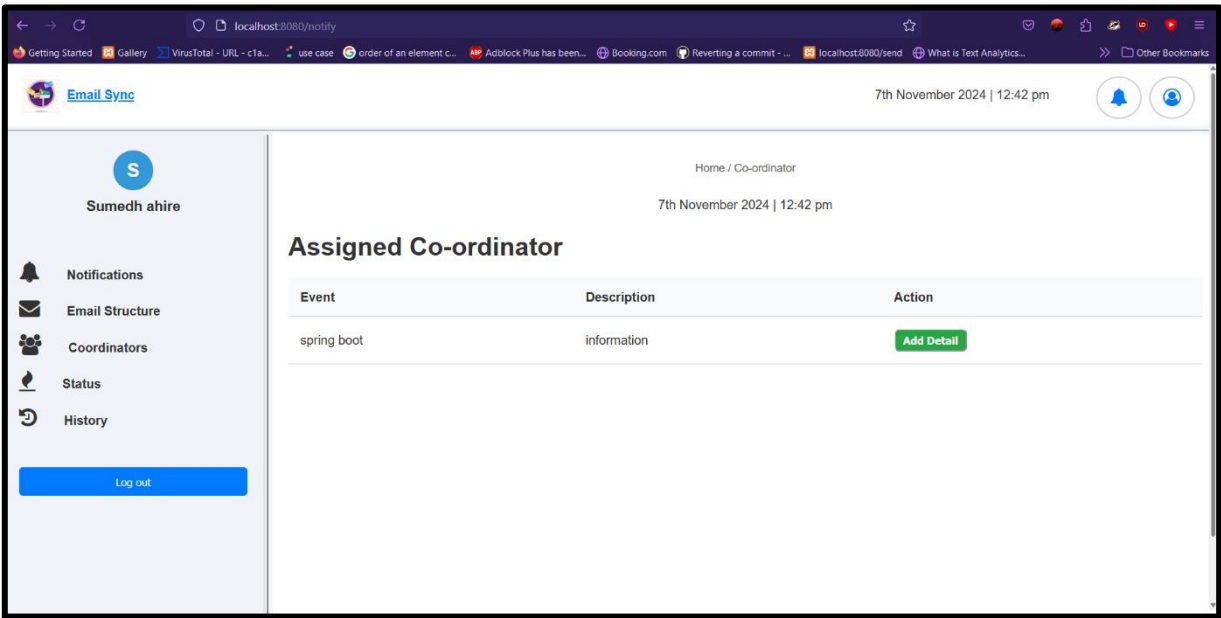 localhost:8080/notify
Getting Started Gallery VirusTotal - URL - c1a... use case order of an element c... Adblock Plus has been... Booking.com Reverting a commit - ... localhost:8080/send What is Text Analytics... Other Bookmarks
Email Sync 7th November 2024 | 12:42 pm
S
Sumedh ahire
Notifications
Email Structure
Coordinators
Status
History
Log out
Home / Co-ordinator
7th November 2024 | 12:42 pm
Assigned Co-ordinator
Event Description Action
spring boot information Add Detail